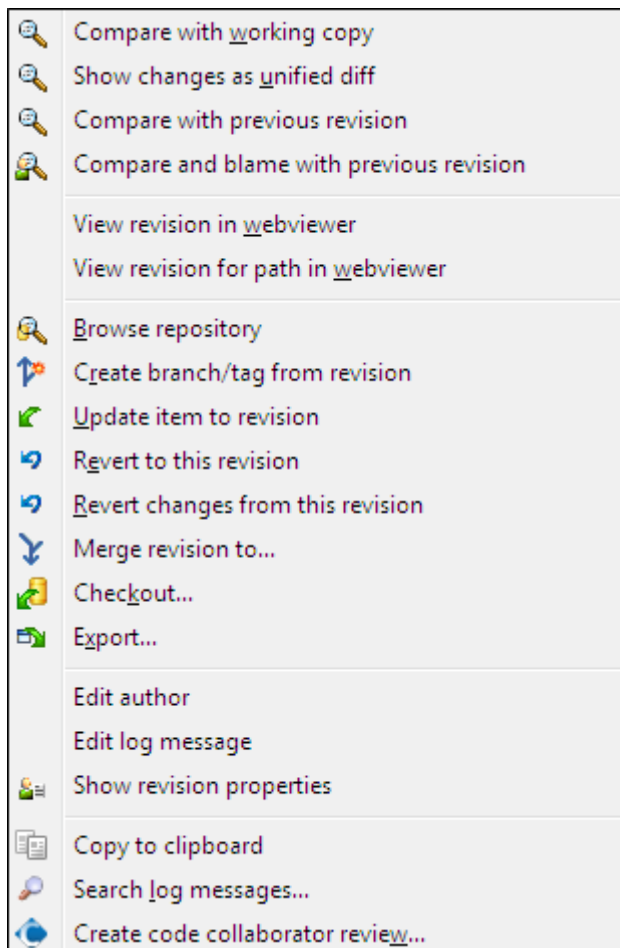 Compare with working copy
Show changes as unified diff
Compare with previous revision
Compare and blame with previous revision
View revision in webviewer
View revision for path in webviewer
Browse repository
Create branch/tag from revision
Update item to revision
Revert to this revision
Revert changes from this revision
Merge revision to...
Checkout...
Export...
Edit author
Edit log message
Show revision properties
Copy to clipboard
Search log messages...
Create code collaborator review...